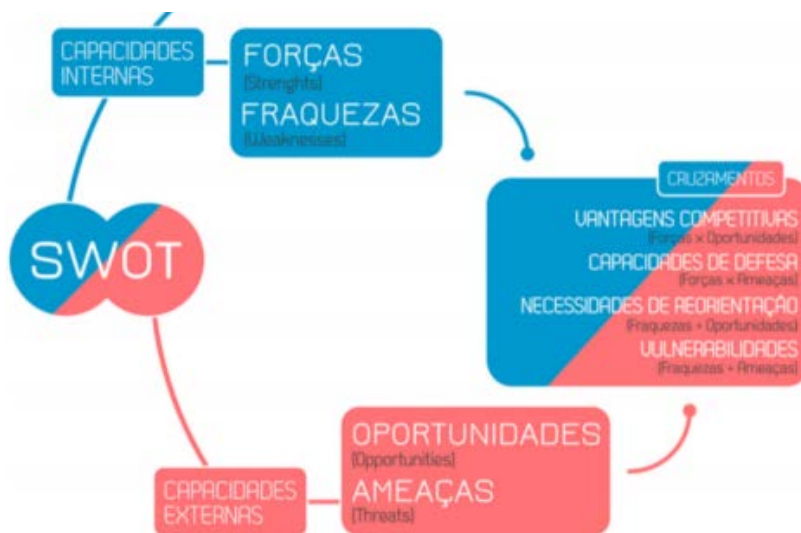 CAPACIDADES
INTERNAS
FORÇAS
(Strenghts)
FRAQUEZAS
(Weaknesses)
SWOT
CRUZAMENTOS
VANTAGENS COMPETITIVAS
(Forças x Oportunidades)
CAPACIDADES DE DEFESA
(Forças x Ameaças)
NECESSIDADES DE REORIENTAÇÃO
(Fraquezas + Oportunidades)
VULNERABILIDADES
(Fraquezas + Ameaças)
OPORTUNIDADES
(Opportunities)
AMEAÇAS
(Threats)
CAPACIDADES
EXTERNAS